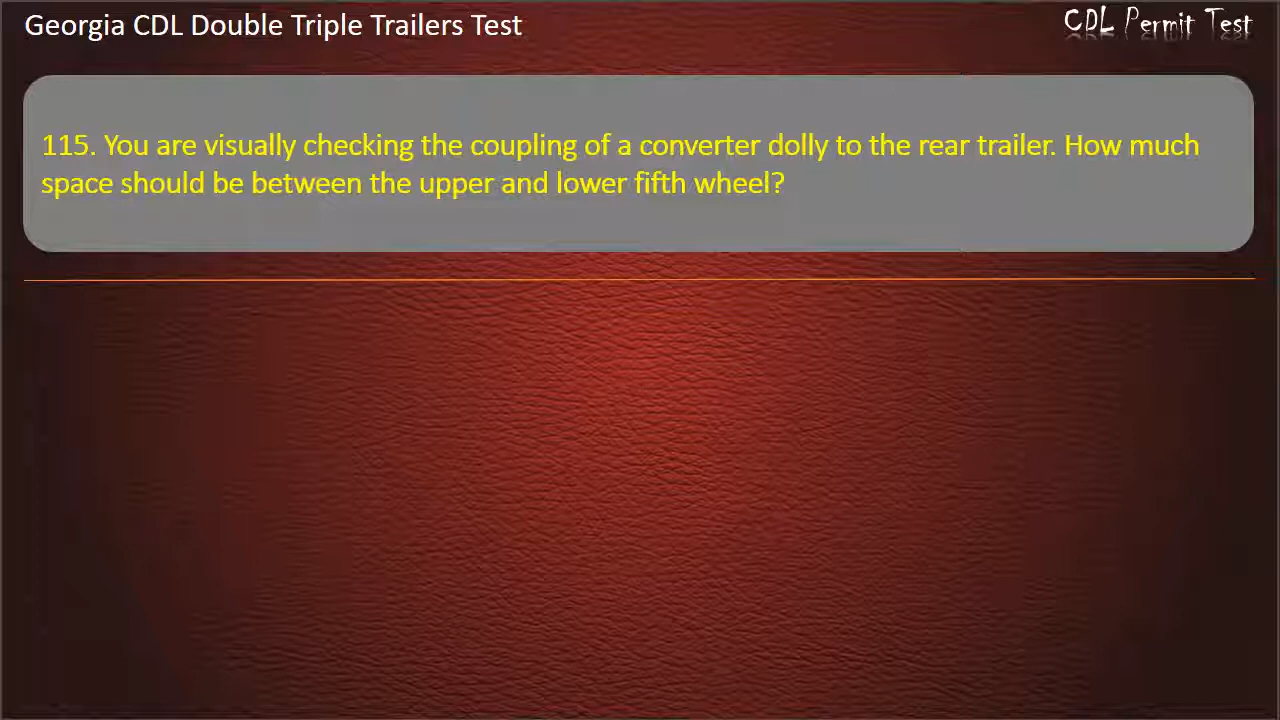 Georgia CDL Double Triple Trailers Test
CDL Permit Test
115. You are visually checking the coupling of a converter dolly to the rear trailer. How much
space should be between the upper and lower fifth wheel?